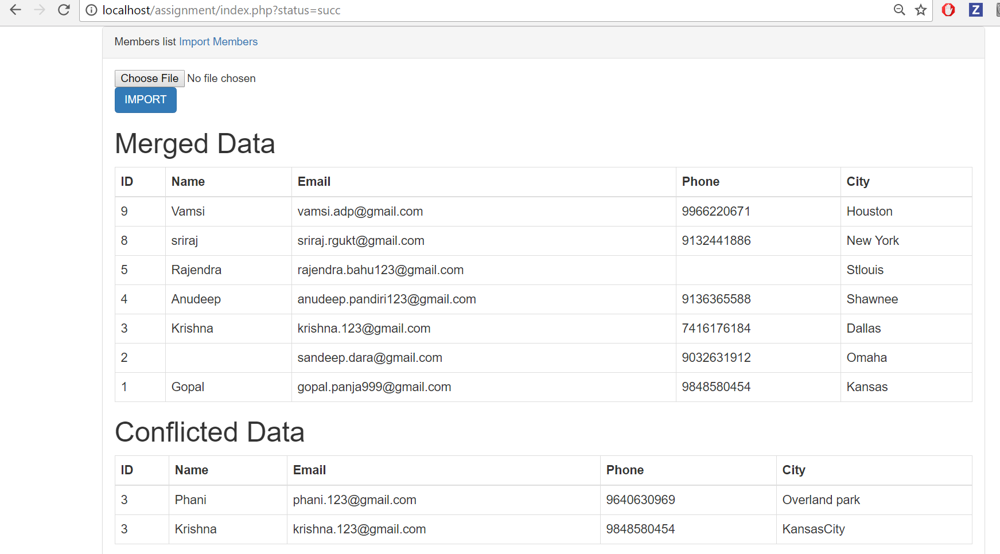 localhost/assignment/index.php?status=succ
Z
Members list Import Members
Choose File No file chosen
IMPORT
Merged Data
ID Name Email Phone City
9 Vamsi vamsi.adp@gmail.com 9966220671 Houston
8 sriraj sriraj.rgukt@gmail.com 9132441886 New York
5 Rajendra rajendra.bahu123@gmail.com Stlouis
4 Anudeep anudeep.pandiri123@gmail.com 9136365588 Shawnee
3 Krishna krishna.123@gmail.com 7416176184 Dallas
2 sandeep.dara@gmail.com 9032631912 Omaha
1 Gopal gopal.panja999@gmail.com 9848580454 Kansas
Conflicted Data
ID Name Email Phone City
3 Phani phani.123@gmail.com 9640630969 Overland park
3 Krishna krishna.123@gmail.com 9848580454 KansasCity